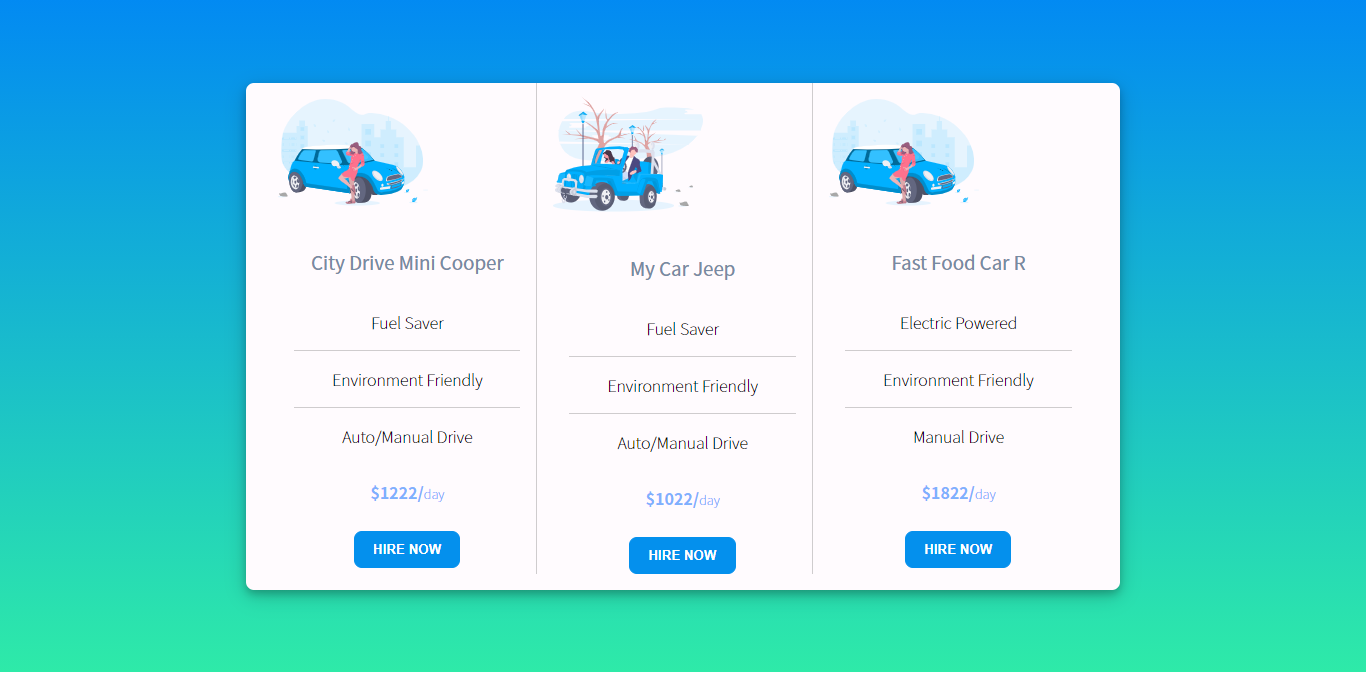 City Drive Mini Cooper
Fuel Saver
Environment Friendly
Auto/Manual Drive
$1222/day
HIRE NOW
My Car Jeep
Fuel Saver
Environment Friendly
Auto/Manual Drive
$1022/day
HIRE NOW
Fast Food Car R
Electric Powered
Environment Friendly
Manual Drive
$1822/day
HIRE NOW